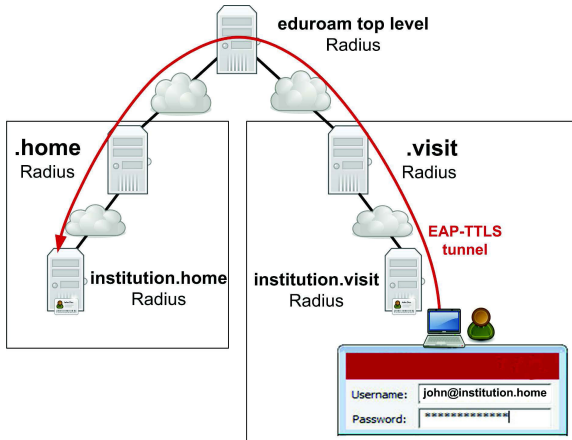 eduroam top level
Radius
.home
Radius
.visit
Radius
EAP-TTLS
tunnel
institution.home
Radius
institution.visit
Radius
Username: john@institution.home
Password: *************